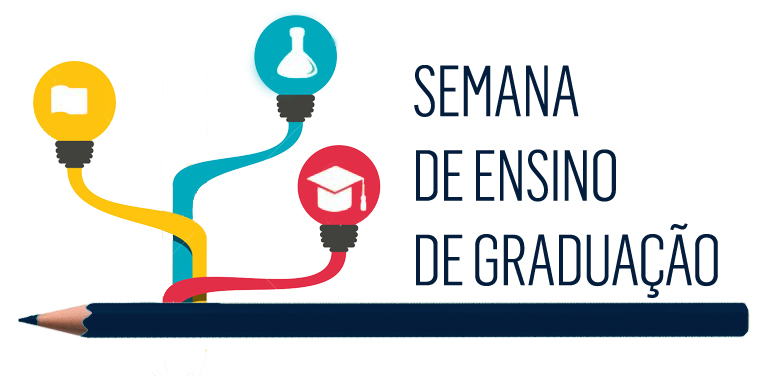 SEMANA
DE ENSINO
DE GRADUAÇÃO